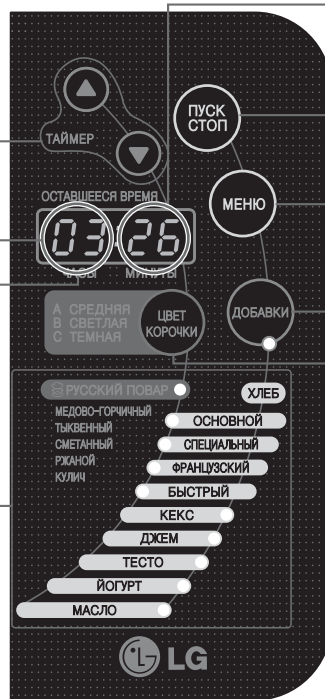 ПУСК
СТОП
ТАЙМЕР
МЕНЮ
ОСТАВШЕЕСЯ ВРЕМЯ
03:26
ЧАСЫ МИНУТЫ
A СРЕДНЯЯ
B СВЕТЛАЯ
C ТЕМНАЯ
ЦВЕТ
КОРОЧКИ
ДОБАВКИ
РУССКИЙ ПОВАР
ХЛЕБ
МЕДОВО-ГОРЧИЧНЫЙ
ТЫКВЕННЫЙ
СМЕТАННЫЙ
РЖАНОЙ
КУЛИЧ
ОСНОВНОЙ
СПЕЦИАЛЬНЫЙ
ФРАНЦУЗСКИЙ
БЫСТРЫЙ
КЕКС
ДЖЕМ
ТЕСТО
ЙОГУРТ
МАСЛО
LG